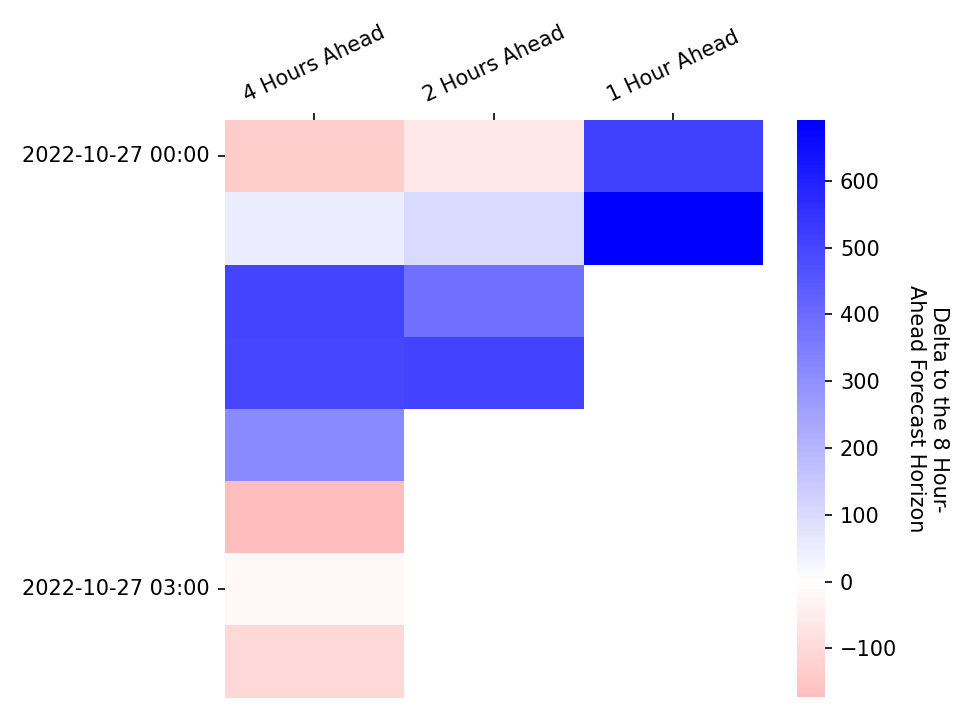 4 Hours Ahead
2 Hours Ahead
1 Hour Ahead
2022-10-27 00:00
2022-10-27 03:00
600
500
400
300
200
100
0
−100
Delta to the 8 Hour-
Ahead Forecast Horizon